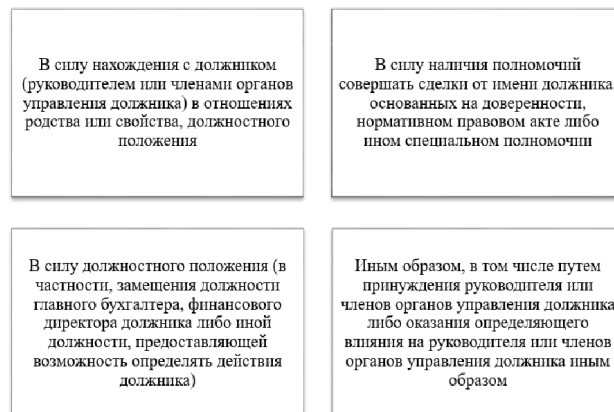 В силу нахождения с должником
(руководителем или членами органов
управления должника) в отношениях
родства или свойства, должностного
положения
В силу наличия полномочий
совершать сделки от имени должника,
основанных на доверенности,
нормативном правовом акте либо
ином специальном полномочии
В силу должностного положения (в
частности, замещения должности
главного бухгалтера, финансового
директора должника либо иной
должности, предоставляющей
возможность определять действия
должника)
Иным образом, в том числе путем
принуждения руководителя или
членов органов управления должника
либо оказания определяющего
влияния на руководителя или членов
органов управления должника иным
образом